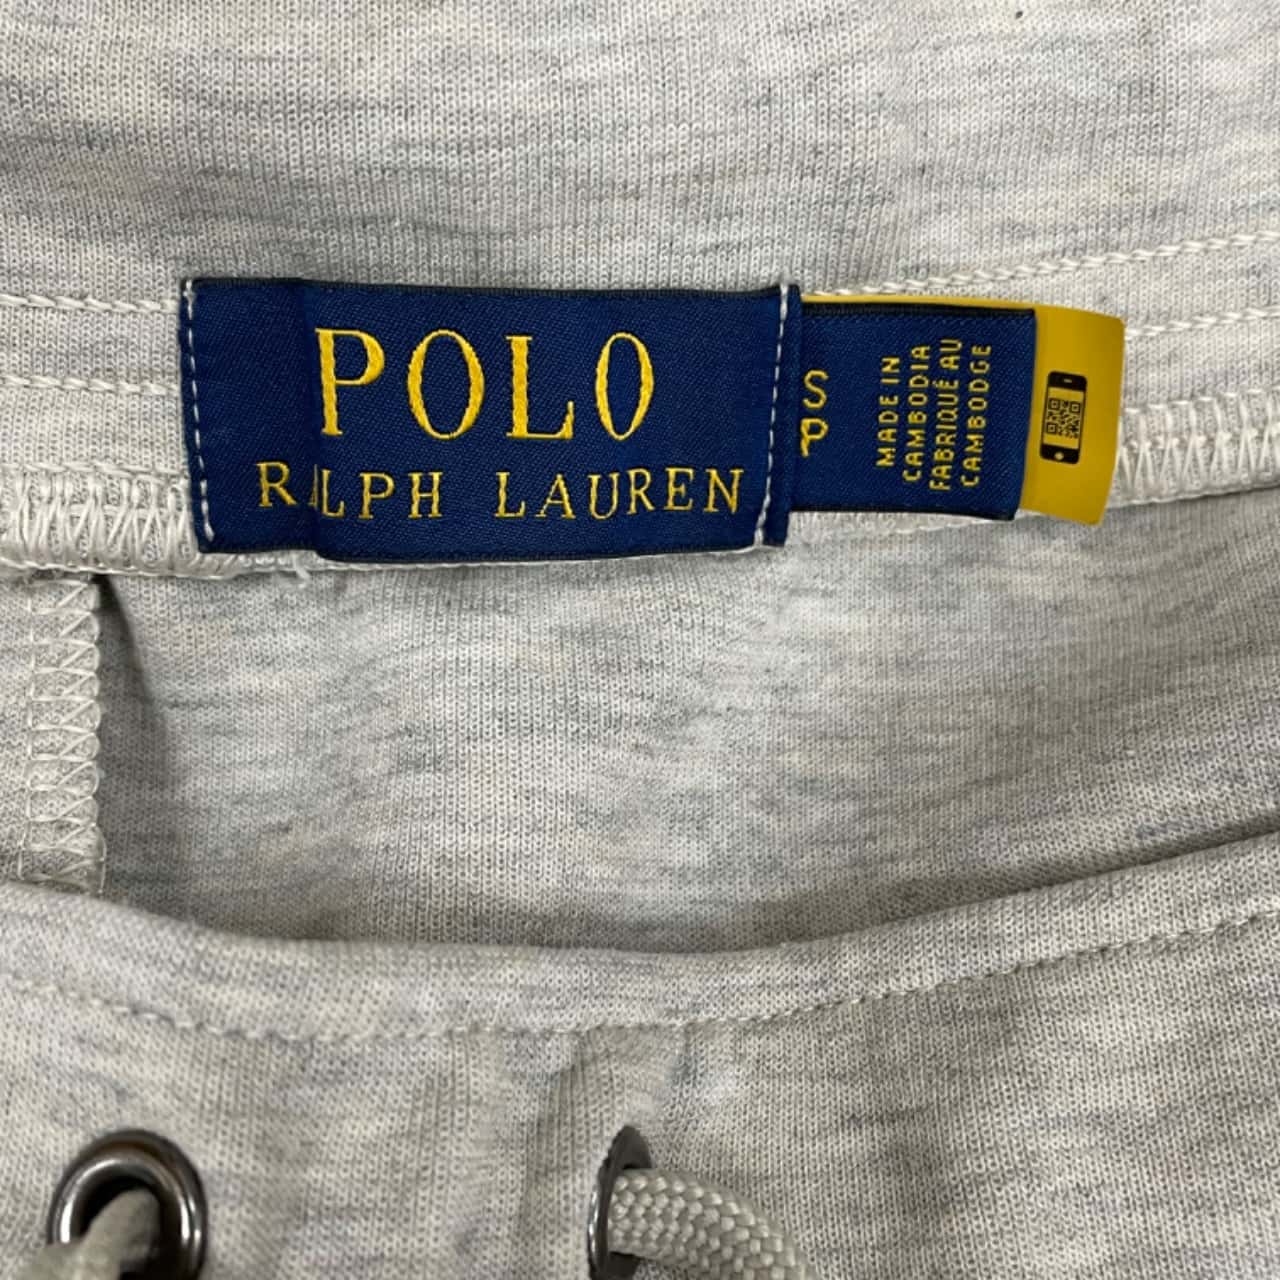 POLO
RALPH LAUREN
S
P
MADE IN
CAMBODIA
FABRIQUÉ AU
CAMBODGE